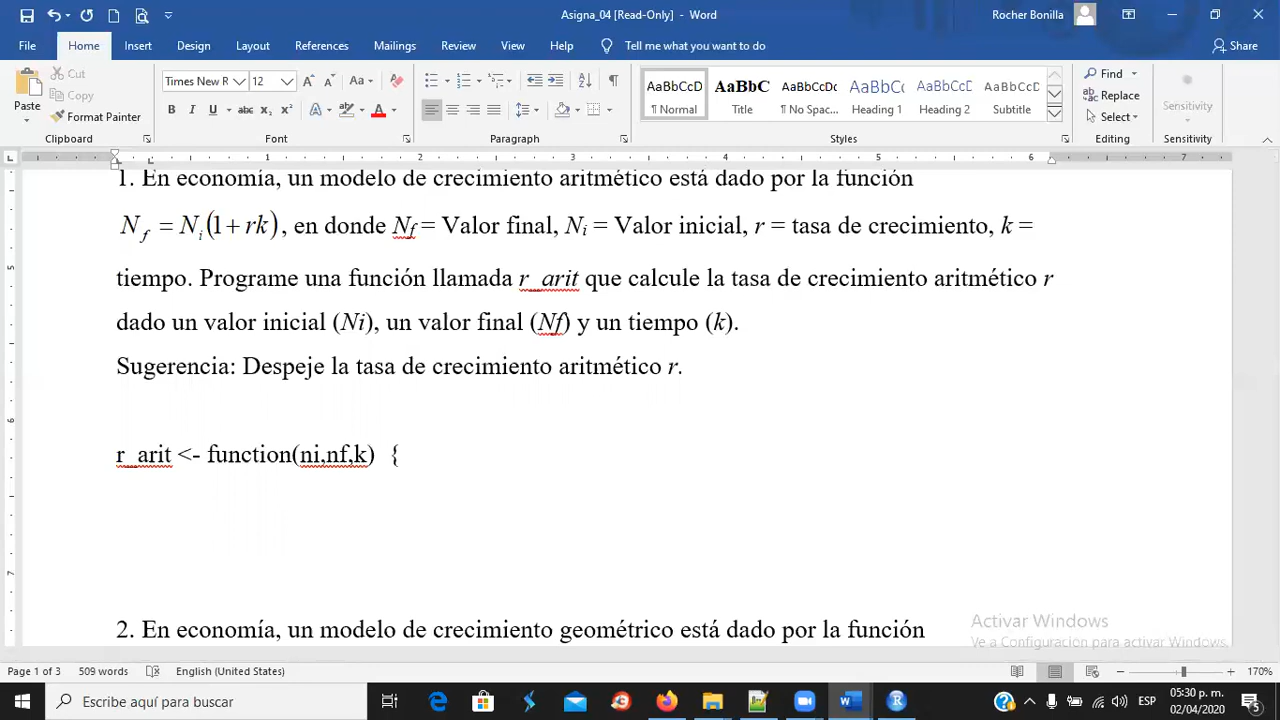 Asigna_04 [Read-Only] - Word
Rocher Bonilla
File Home Insert Design Layout References Mailings Review View Help Tell me what you want to do Share
Paste
Cut
Copy
Format Painter
Clipboard
Times New R 12
Font
Paragraph
AaBbCcD AaBbC AaBbCcDc AaBbCc AaBbCcD AaBbCcD
¶ Normal Title ¶ No Spac... Heading 1 Heading 2 Subtitle
Styles
Find
Replace
Select
Editing
Sensitivity
Sensitivity
1 2 3 4 5 6 7
1. En economía, un modelo de crecimiento aritmético está dado por la función
N_f = N_i(1 + rk), en donde Nf = Valor final, Ni = Valor inicial, r = tasa de crecimiento, k =
tiempo. Programe una función llamada r_arit que calcule la tasa de crecimiento aritmético r
dado un valor inicial (Ni), un valor final (Nf) y un tiempo (k).
Sugerencia: Despeje la tasa de crecimiento aritmético r.
r_arit <- function(ni,nf,k) {
2. En economía, un modelo de crecimiento geométrico está dado por la función
Activar Windows
Ve a Configuración para activar Windows.
Page 1 of 3 509 words English (United States) 170%
Escribe aquí para buscar
ESP
05:30 p. m.
02/04/2020
5